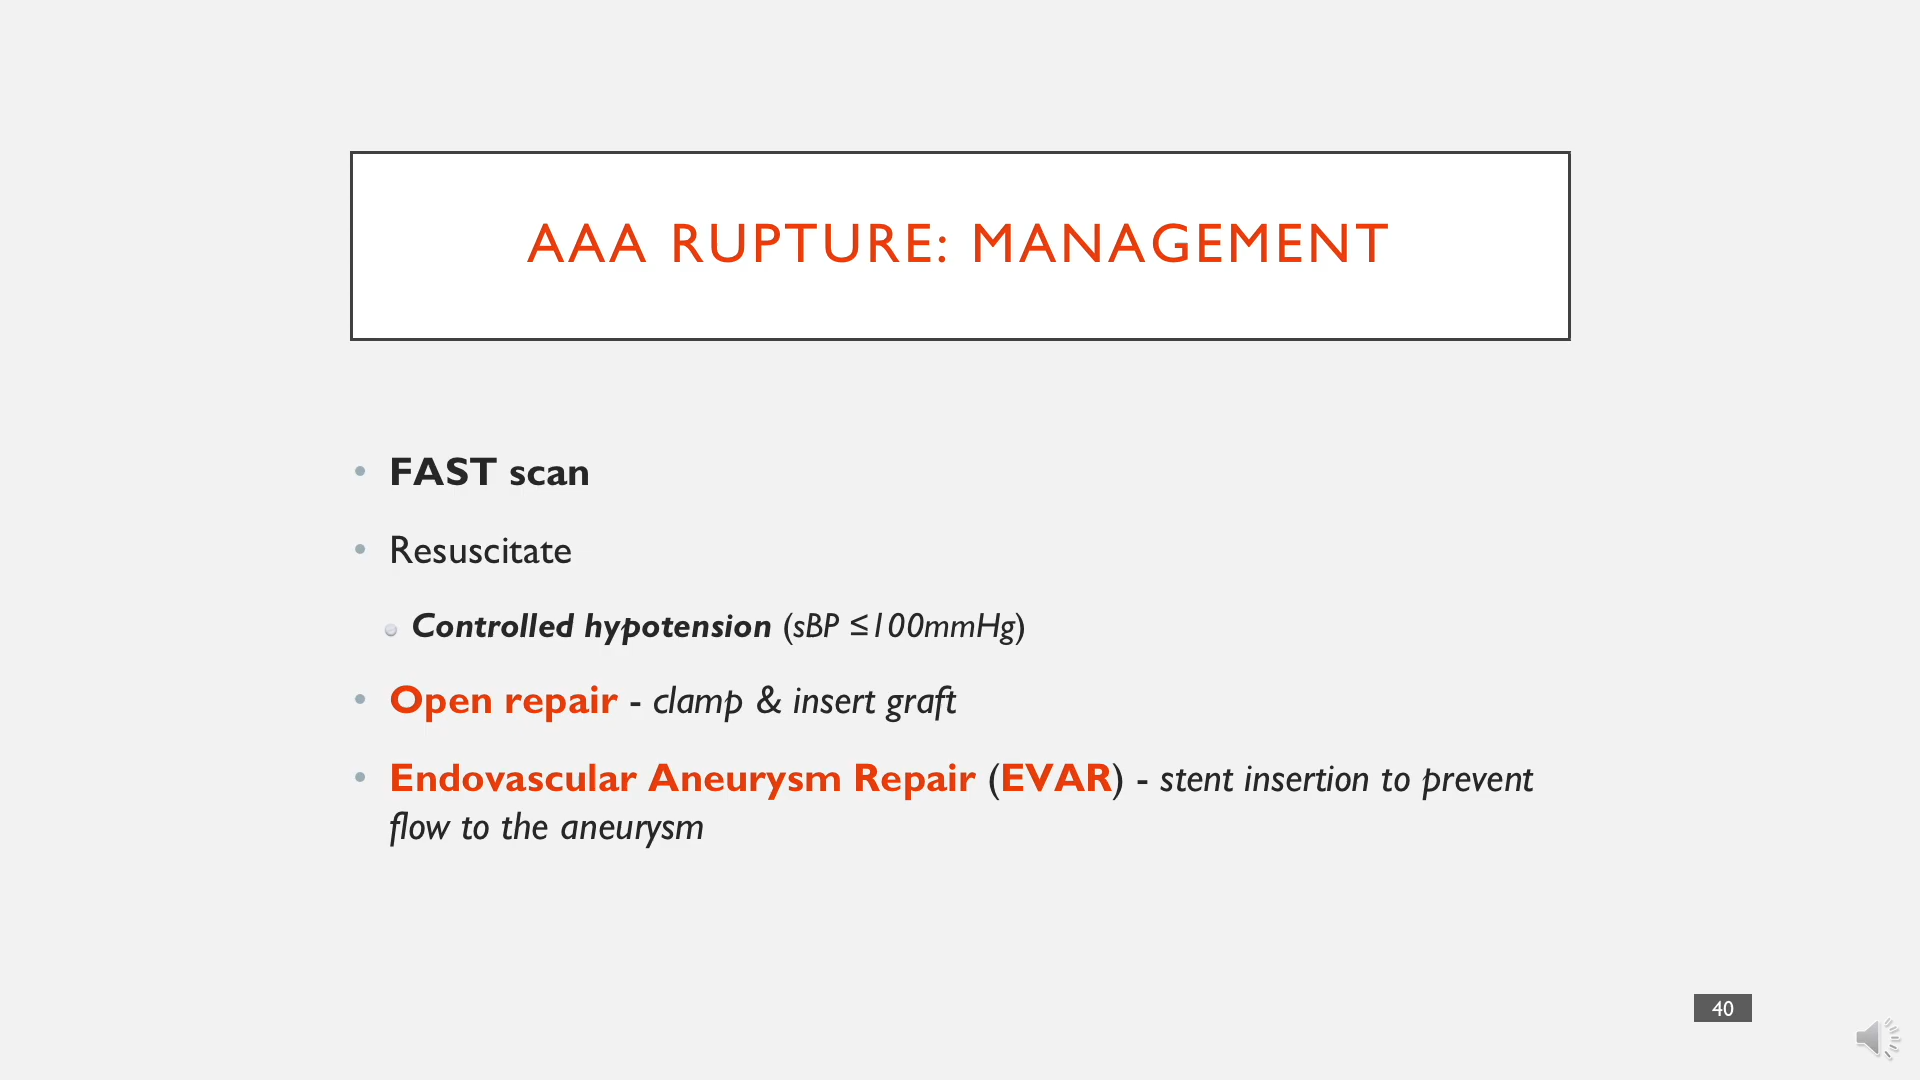 AAA RUPTURE: MANAGEMENT
• FAST scan
• Resuscitate
Controlled hypotension (sBP ≤100mmHg)
• Open repair - clamp & insert graft
• Endovascular Aneurysm Repair (EVAR) - stent insertion to prevent
flow to the aneurysm
40